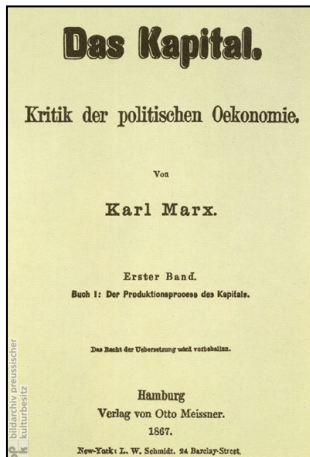 Das Kapital.
Kritik der politischen Oekonomie.
Von
Karl Marx.
Erster Band.
Buch I: Der Produktionsprocess des Kapitals.
Das Recht der Uebersetzung wird vorbehalten.
Hamburg
Verlag von Otto Meissner.
1867.
New-York: L. W. Schmidt. 24 Barclay-Street.
bildarchiv preussischer
kulturbesitz